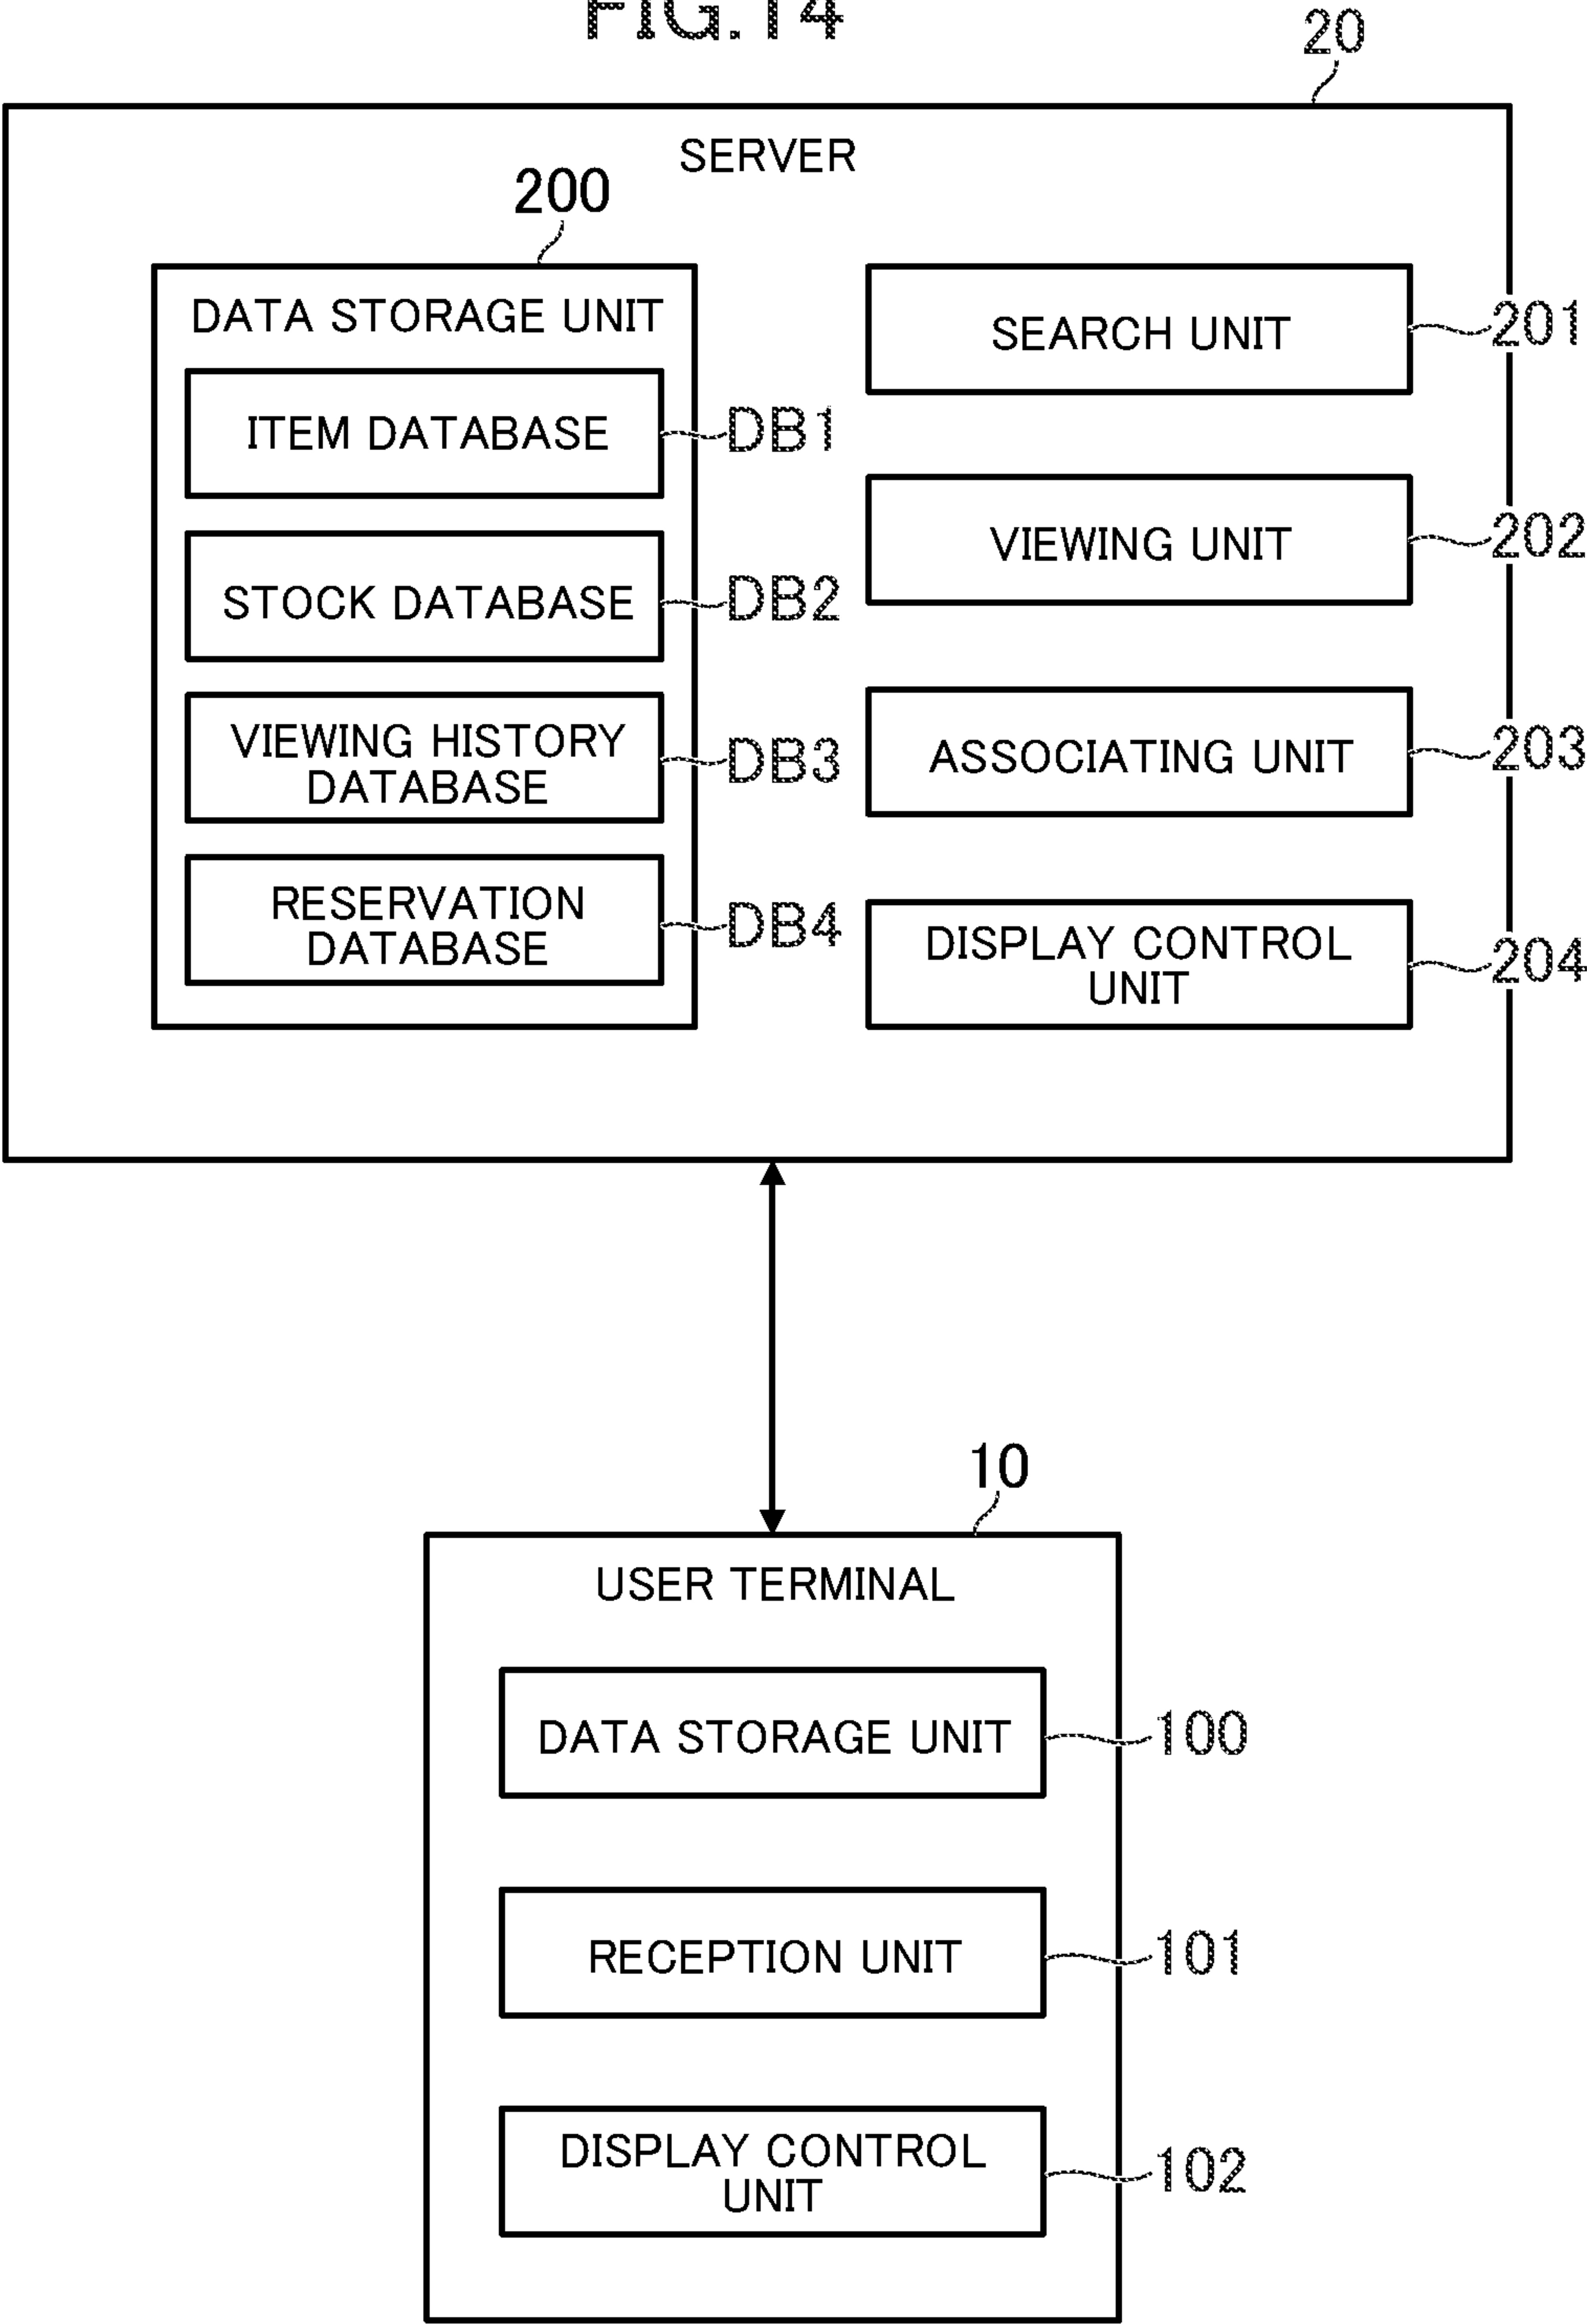 FIG.14
20
SERVER
200
DATA STORAGE UNIT
ITEM DATABASE
DB1
STOCK DATABASE
DB2
VIEWING HISTORY
DATABASE
DB3
RESERVATION
DATABASE
DB4
SEARCH UNIT
201
VIEWING UNIT
202
ASSOCIATING UNIT
203
DISPLAY CONTROL
UNIT
204
10
USER TERMINAL
DATA STORAGE UNIT
100
RECEPTION UNIT
101
DISPLAY CONTROL
UNIT
102